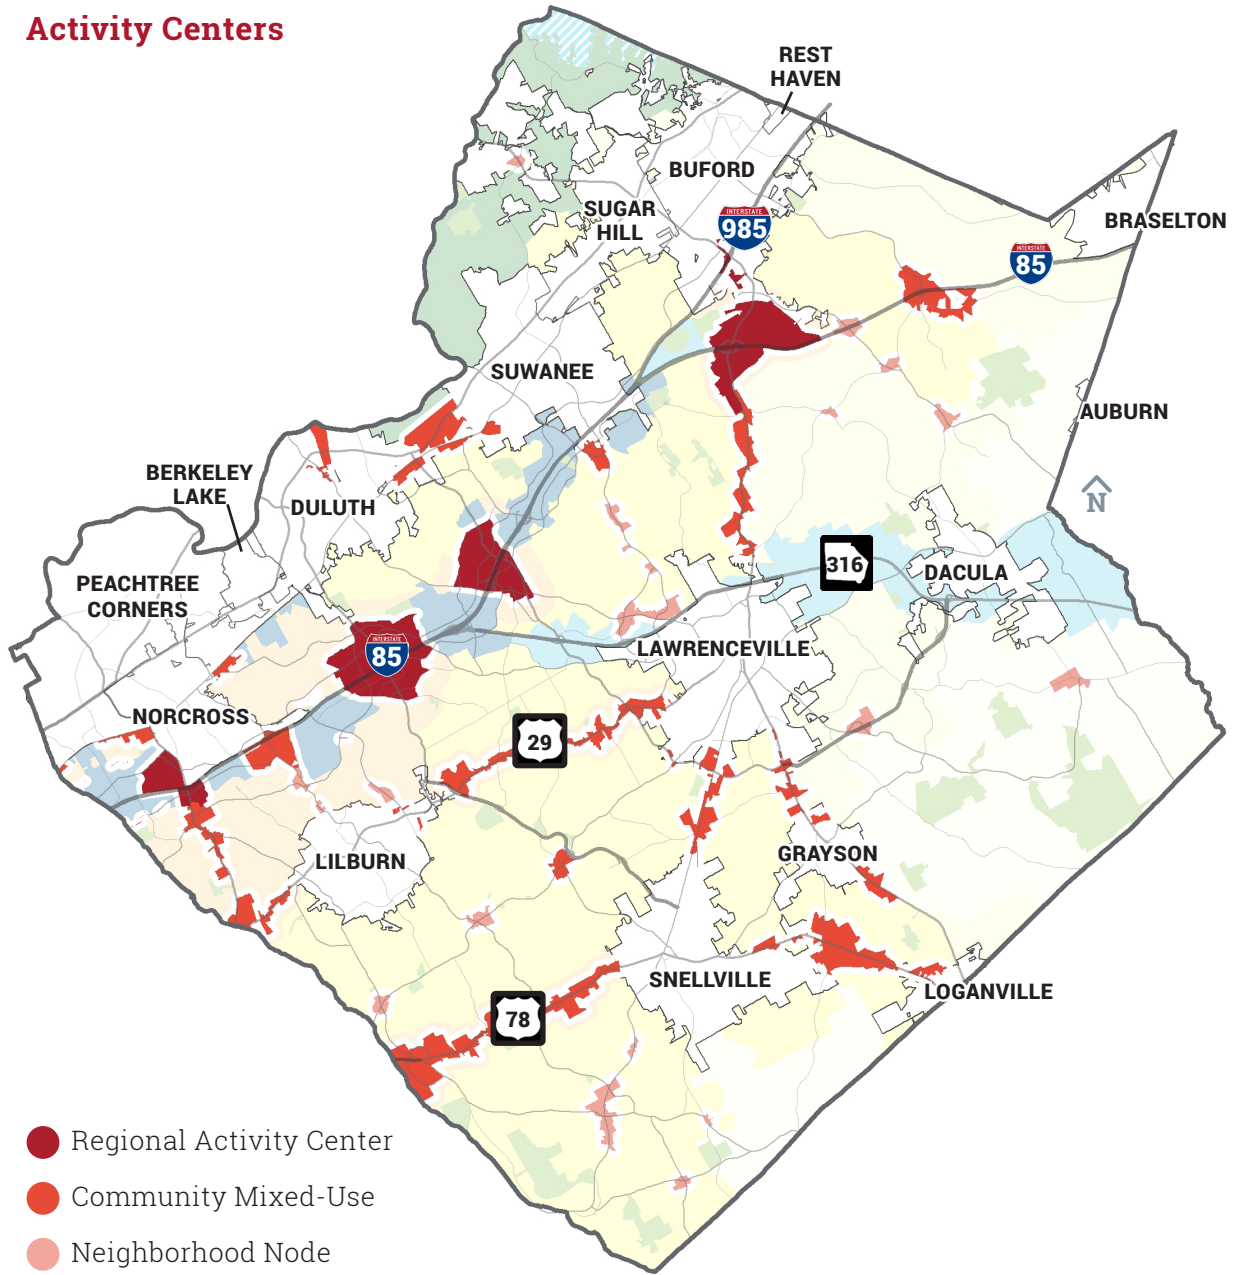 Activity Centers
REST
HAVEN
BUFORD
SUGAR
HILL
INTERSTATE
985
BRASELTON
INTERSTATE
85
SUWANEE
AUBURN
BERKELEY
LAKE
DULUTH
N
PEACHTREE
CORNERS
316
DACULA
INTERSTATE
85
LAWRENCEVILLE
NORCROSS
29
LILBURN
GRAYSON
SNELLVILLE
LOGANVILLE
78
Regional Activity Center
Community Mixed-Use
Neighborhood Node